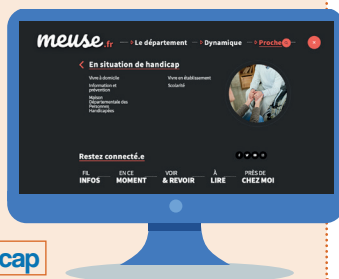 meuse.fr → Le département → Dynamique → Proche
En situation de handicap
Vivre à domicile
Vivre en établissement
Information et prévention
Scolarité
Maison Départementale des Personnes Handicapées
Restez connecté.e
FIL INFOS
EN CE MOMENT
VOIR & REVOIR
À LIRE
PRÈS DE CHEZ MOI
cap